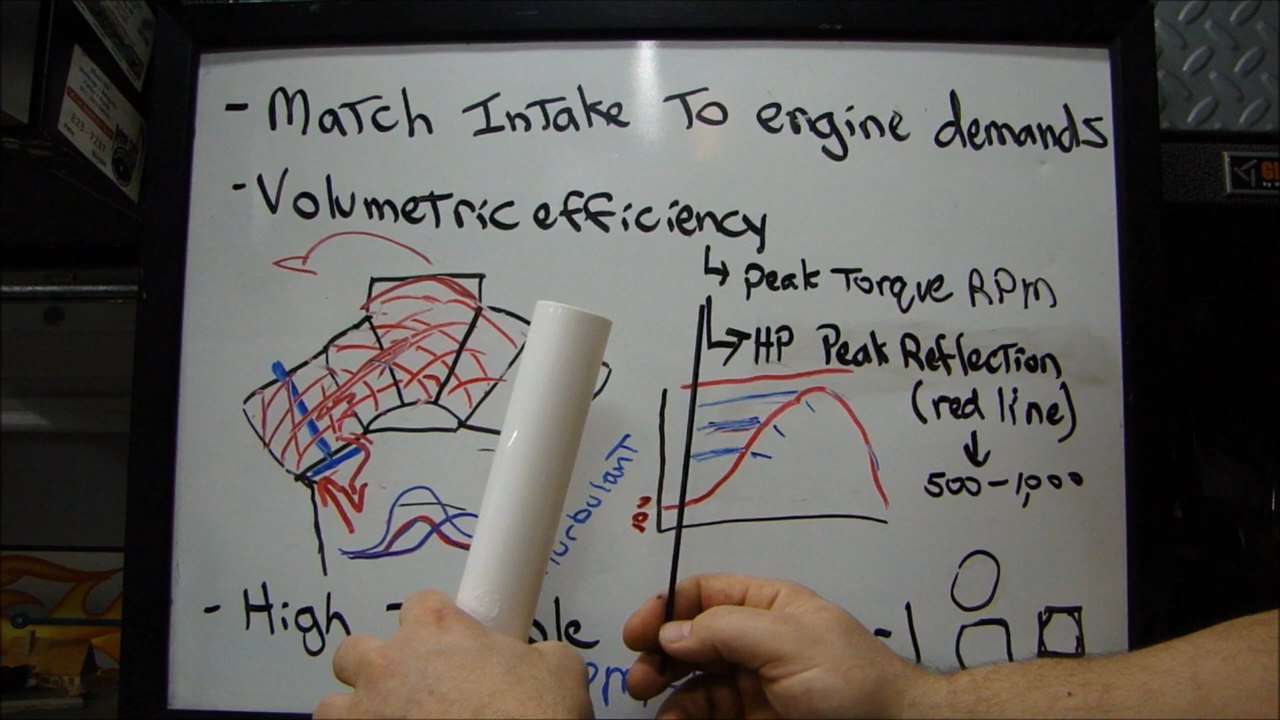 - Match Intake To engine demands
- Volumetric efficiency
↳ Peak Torque RPM
↳ HP Peak Reflection
(red line)
500-1,000
turbulant
- High